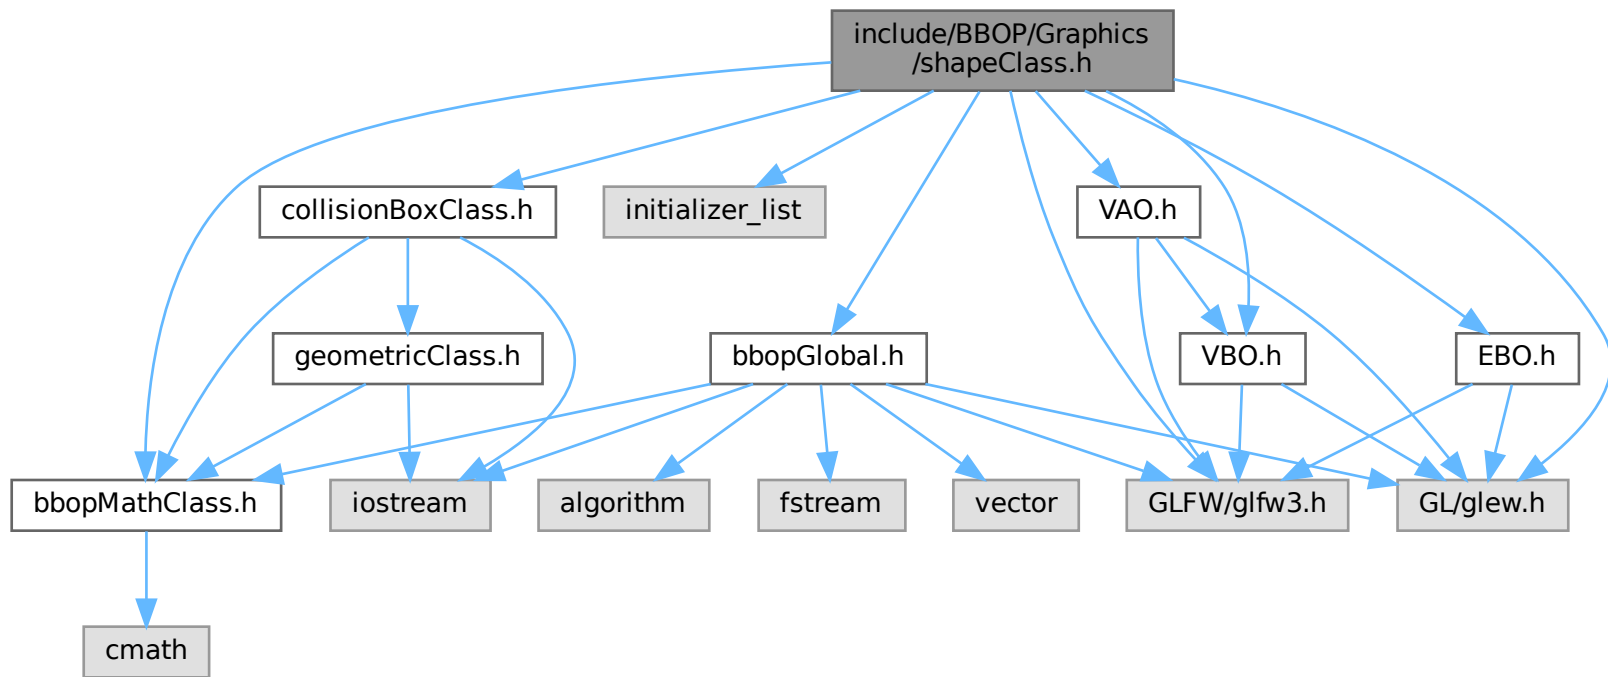 include/BBOP/Graphics
/shapeClass.h
collisionBoxClass.h
initializer_list
VAO.h
geometricClass.h
bbopGlobal.h
VBO.h
EBO.h
bbopMathClass.h
iostream
algorithm
fstream
vector
GLFW/glfw3.h
GL/glew.h
cmath